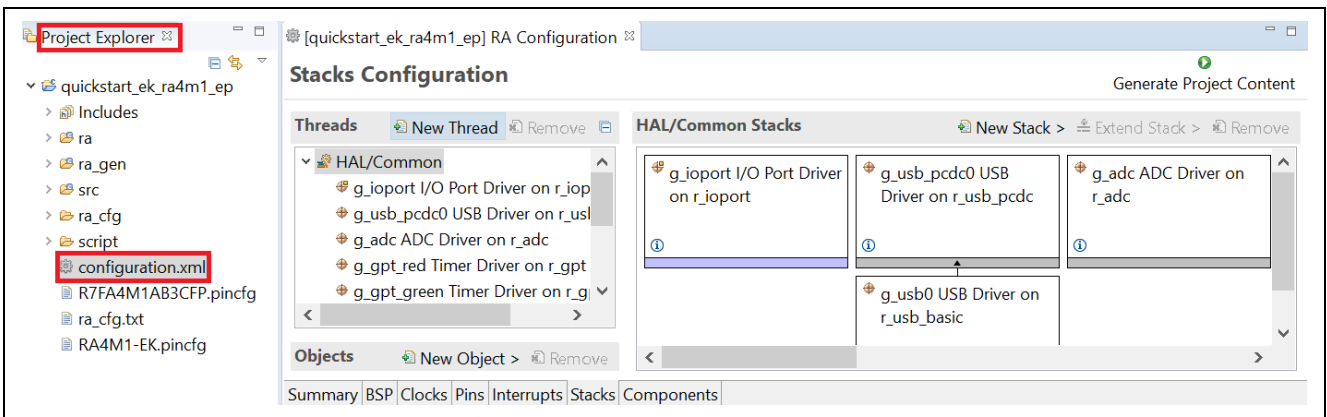 Project Explorer
quickstart_ek_ra4m1_ep
Includes
ra
ra_gen
src
ra_cfg
script
configuration.xml
R7FA4M1AB3CFP.pincfg
ra_cfg.txt
RA4M1-EK.pincfg
[quickstart_ek_ra4m1_ep] RA Configuration
Stacks Configuration
Generate Project Content
Threads New Thread Remove
HAL/Common
g_ioport I/O Port Driver on r_iop
g_usb_pcdc0 USB Driver on r_usl
g_adc ADC Driver on r_adc
g_gpt_red Timer Driver on r_gpt
g_gpt_green Timer Driver on r_g
Objects New Object > Remove
HAL/Common Stacks New Stack > Extend Stack > Remove
g_ioport I/O Port Driver
on r_ioport
g_usb_pcdc0 USB
Driver on r_usb_pcdc
g_adc ADC Driver on
r_adc
g_usb0 USB Driver on
r_usb_basic
Summary BSP Clocks Pins Interrupts Stacks Components